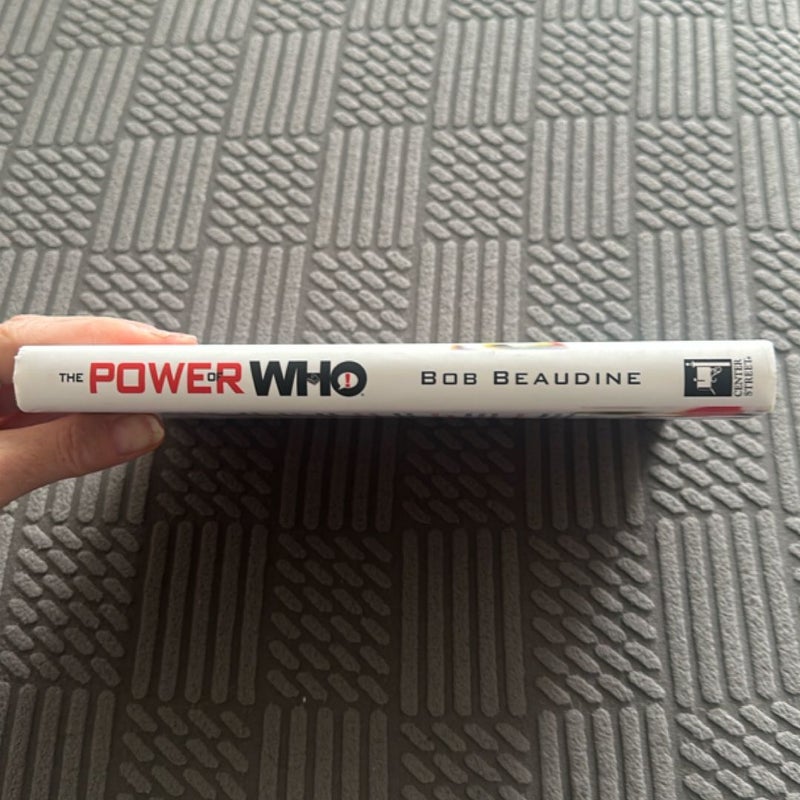 THE POWER OF WHO
BOB BEAUDINE
CENTER
STREET